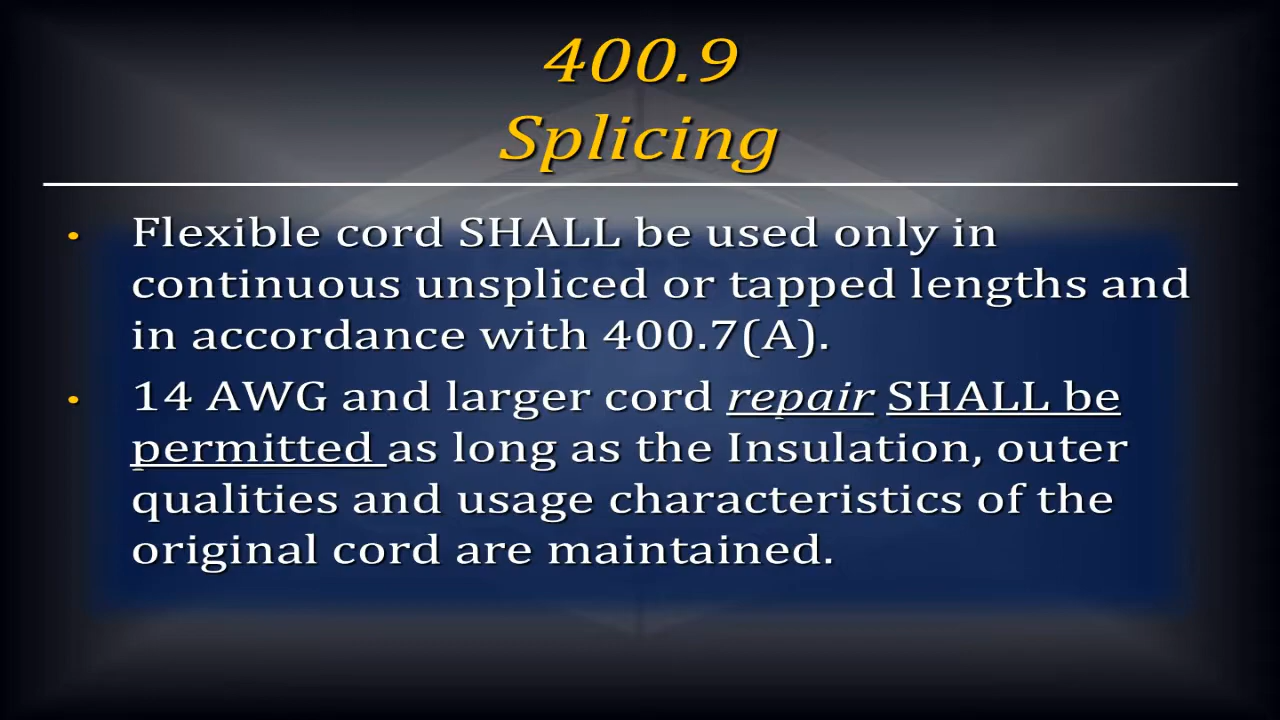 400.9
Splicing
• Flexible cord SHALL be used only in
continuous unspliced or tapped lengths and
in accordance with 400.7(A).
• 14 AWG and larger cord repair SHALL be
permitted as long as the Insulation, outer
qualities and usage characteristics of the
original cord are maintained.